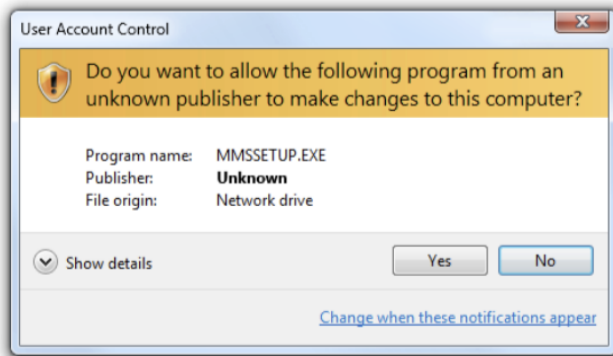 User Account Control
Do you want to allow the following program from an
unknown publisher to make changes to this computer?
Program name: MMSSETUP.EXE
Publisher: Unknown
File origin: Network drive
Show details
Yes No
Change when these notifications appear